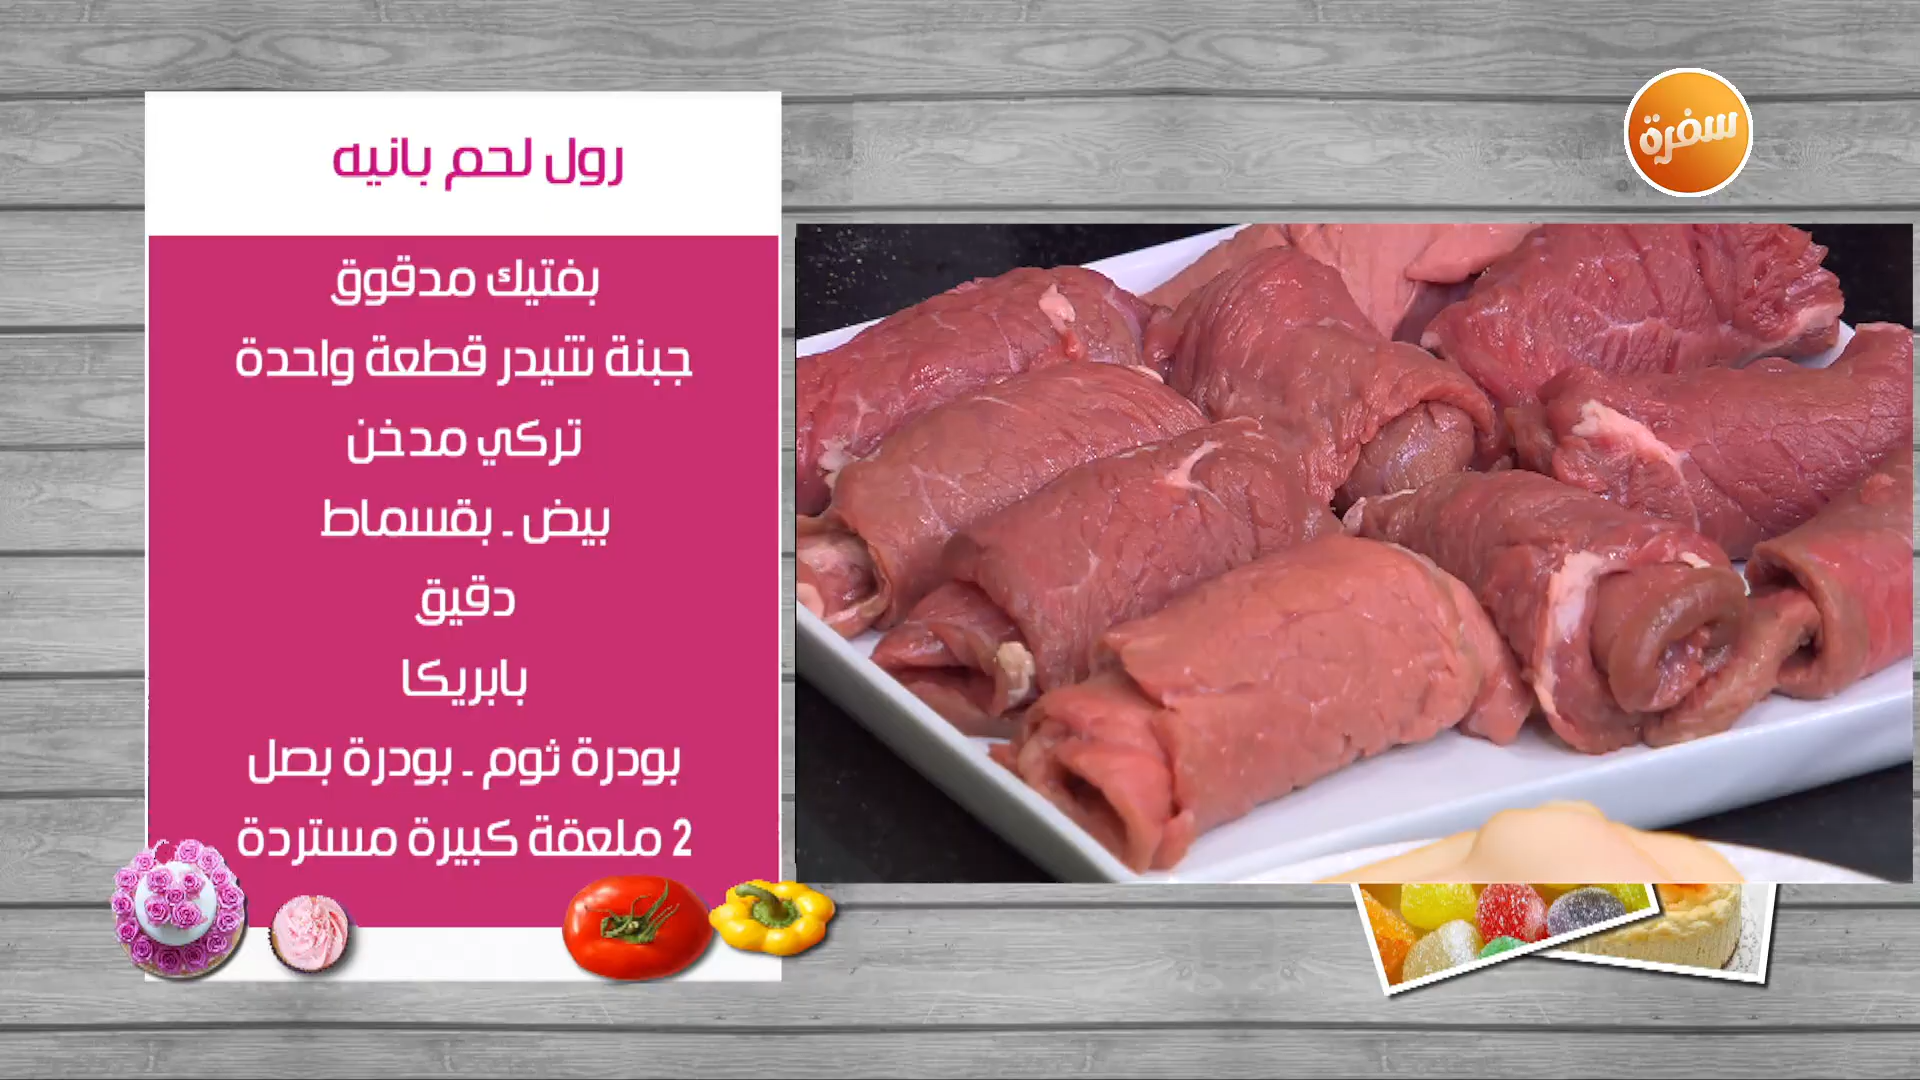 سفرة
رول لحم بانيه
بفتيك مدقوق
جبنة شيدر قطعة واحدة
تركي مدخن
بيض - بقسماط
دقيق
بابريكا
بودرة ثوم - بودرة بصل
2 ملعقة كبيرة مستردة